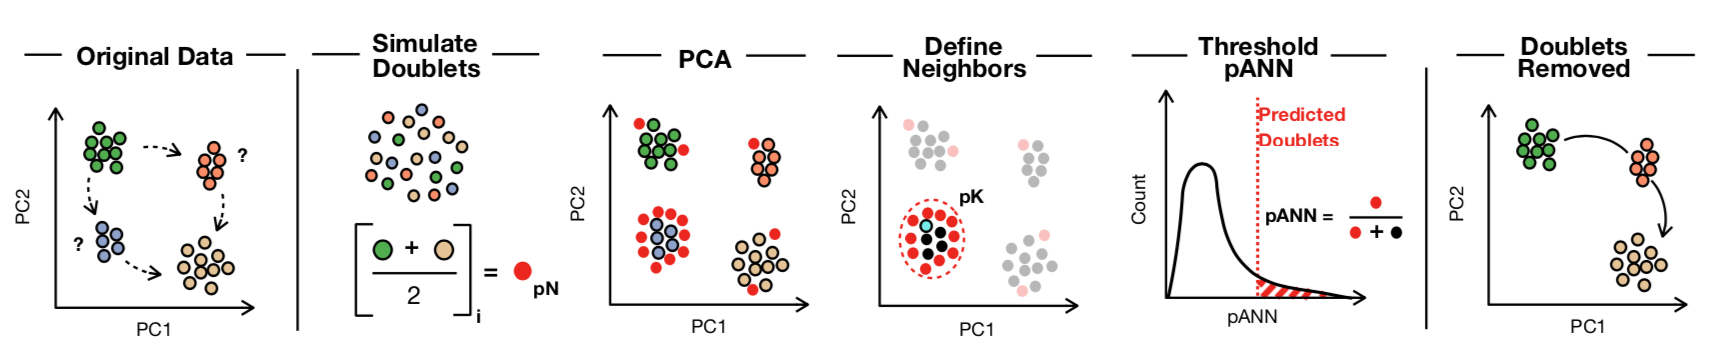 Original Data
PC2
?
?
PC1
Simulate
Doublets
+
2
i
=
pN
PCA
PC2
PC1
Define
Neighbors
PC2
pK
PC1
Threshold
pANN
Count
Predicted
Doublets
pANN =
+
pANN
Doublets
Removed
PC2
PC1